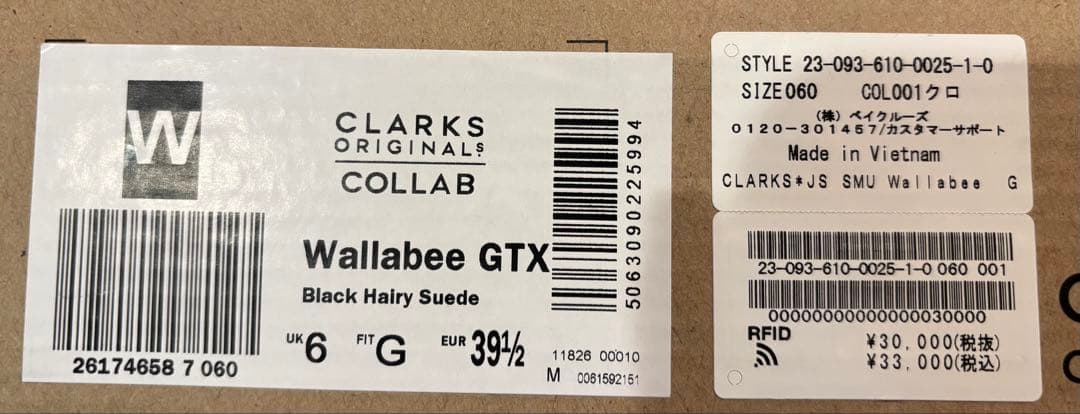 W
CLARKS
ORIGINALS
COLLAB
Wallabee GTX
Black Hairy Suede
UK 6 FIT G EUR 39½
26174658 7 060
5063090225994
11826 00010
M 0061592151
STYLE 23-093-610-0025-1-0
SIZE060 COL001クロ
(株) ベイクルーズ
0120-301457/カスタマーサポート
Made in Vietnam
CLARKS*JS SMU Wallabee G
23-093-610-0025-1-0 060 001
000000000000000000030000
RFID
¥30,000(税抜)
¥33,000(税込)